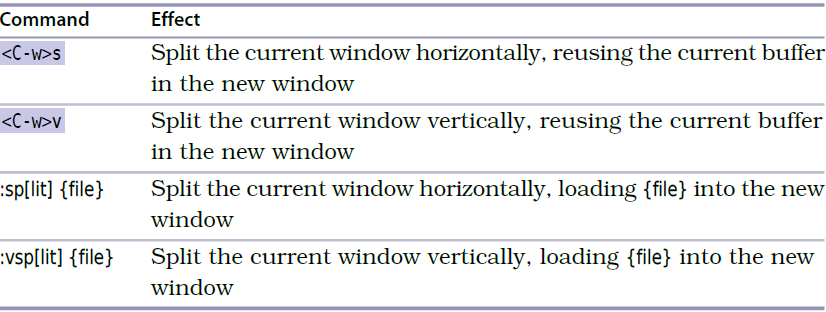 Command Effect
<C-w>s Split the current window horizontally, reusing the current buffer
in the new window
<C-w>v Split the current window vertically, reusing the current buffer
in the new window
:sp[lit] {file} Split the current window horizontally, loading {file} into the new
window
:vsp[lit] {file} Split the current window vertically, loading {file} into the new
window